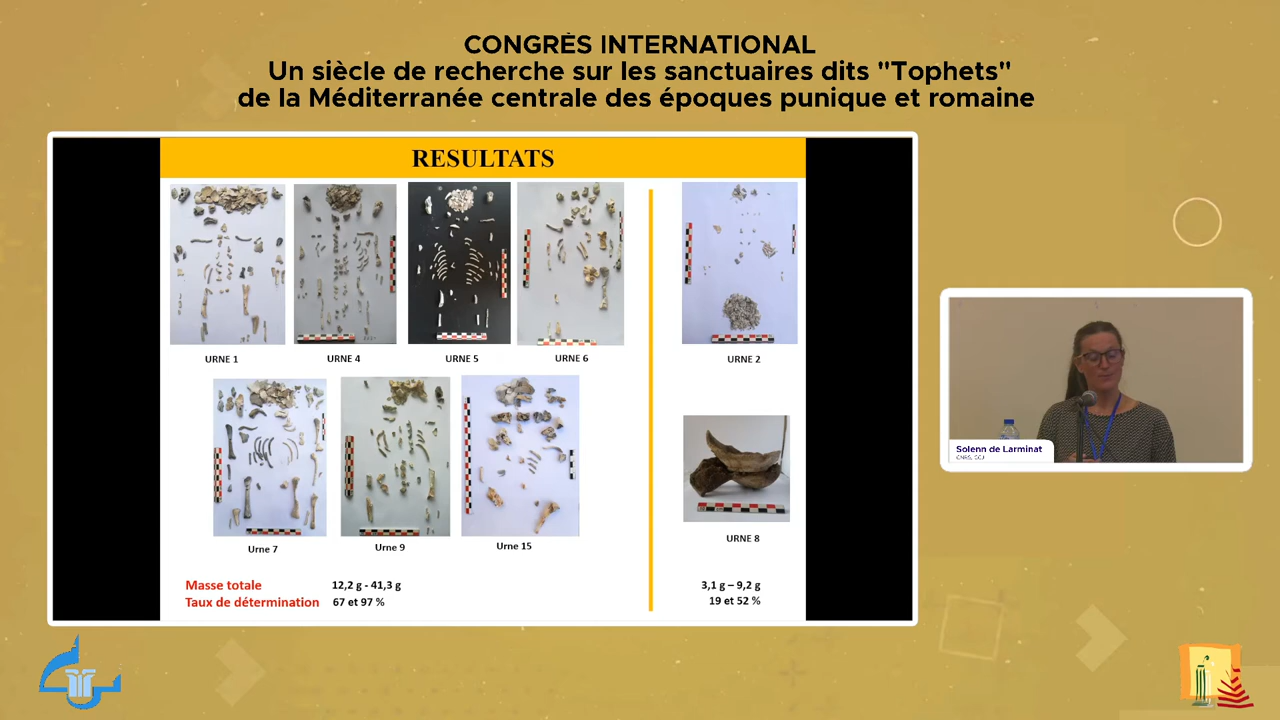 CONGRÈS INTERNATIONAL
Un siècle de recherche sur les sanctuaires dits "Tophets"
de la Méditerranée centrale des époques punique et romaine
RESULTATS
URNE 1
URNE 4
URNE 5
URNE 6
URNE 2
Urne 7
Urne 9
Urne 15
URNE 8
Masse totale 12,2 g - 41,3 g
Taux de détermination 67 et 97 %
3,1 g – 9,2 g
19 et 52 %
Solenn de Larminat
CNRS, CCJ